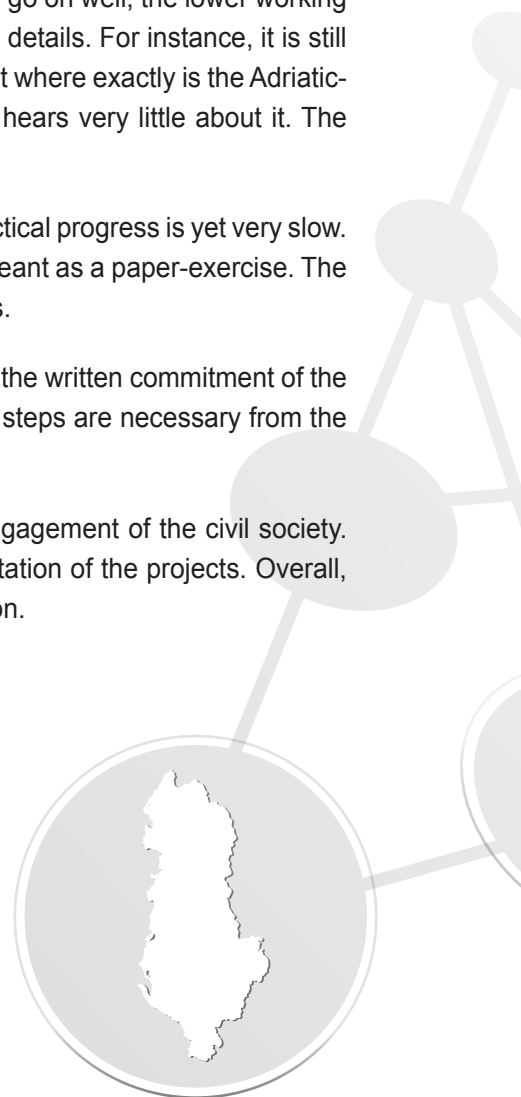 go on well, the lower working
details. For instance, it is still
t where exactly is the Adriatic-
hears very little about it. The
ctical progress is yet very slow.
eant as a paper-exercise. The
s.
the written commitment of the
steps are necessary from the
gagement of the civil society.
tation of the projects. Overall,
on.